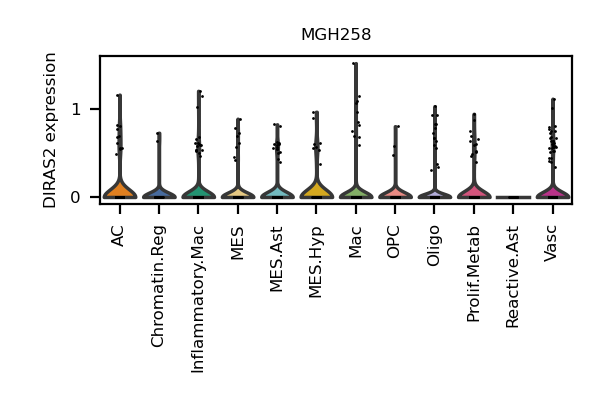 MGH258
DIRAS2 expression
1
0
AC
Chromatin.Reg
Inflammatory.Mac
MES
MES.Ast
MES.Hyp
Mac
OPC
Oligo
Prolif.Metab
Reactive.Ast
Vasc